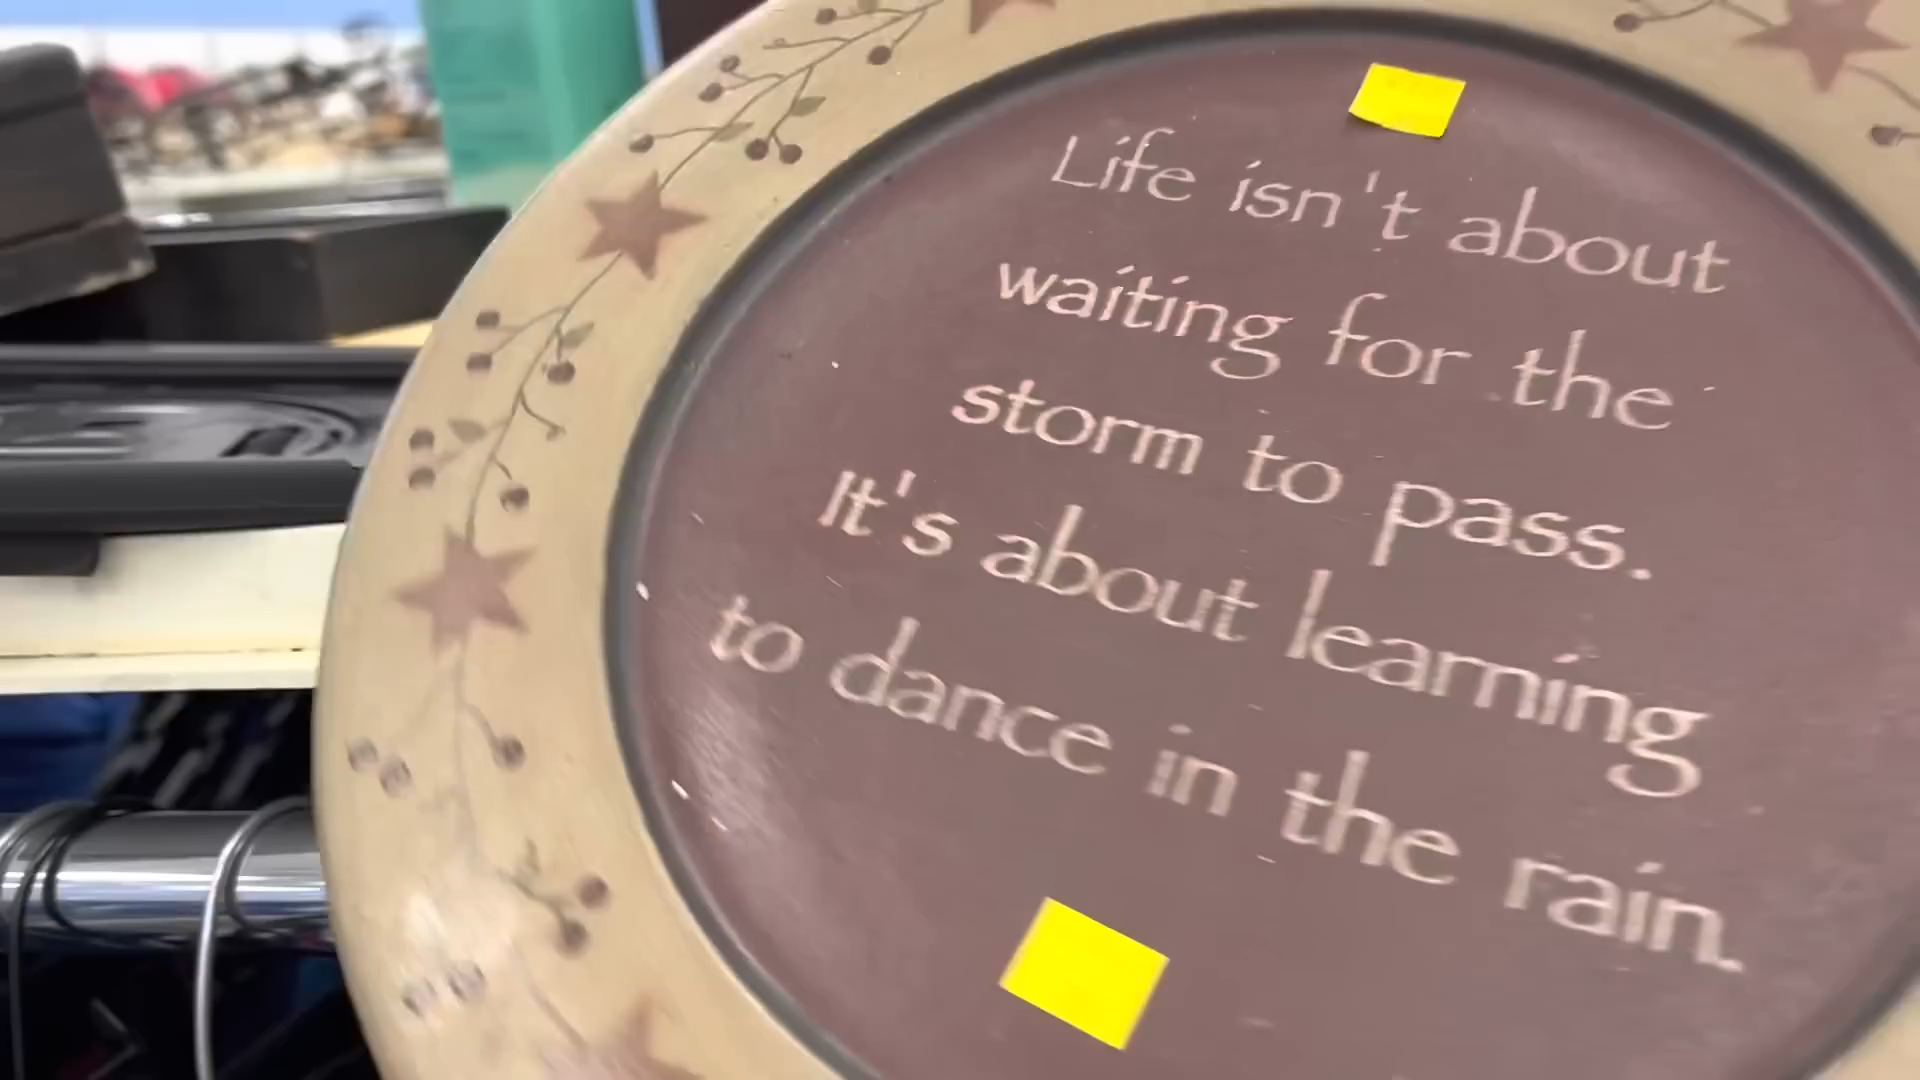 Life isn't about
waiting for the
storm to pass.
It's about learning
to dance in the rain.